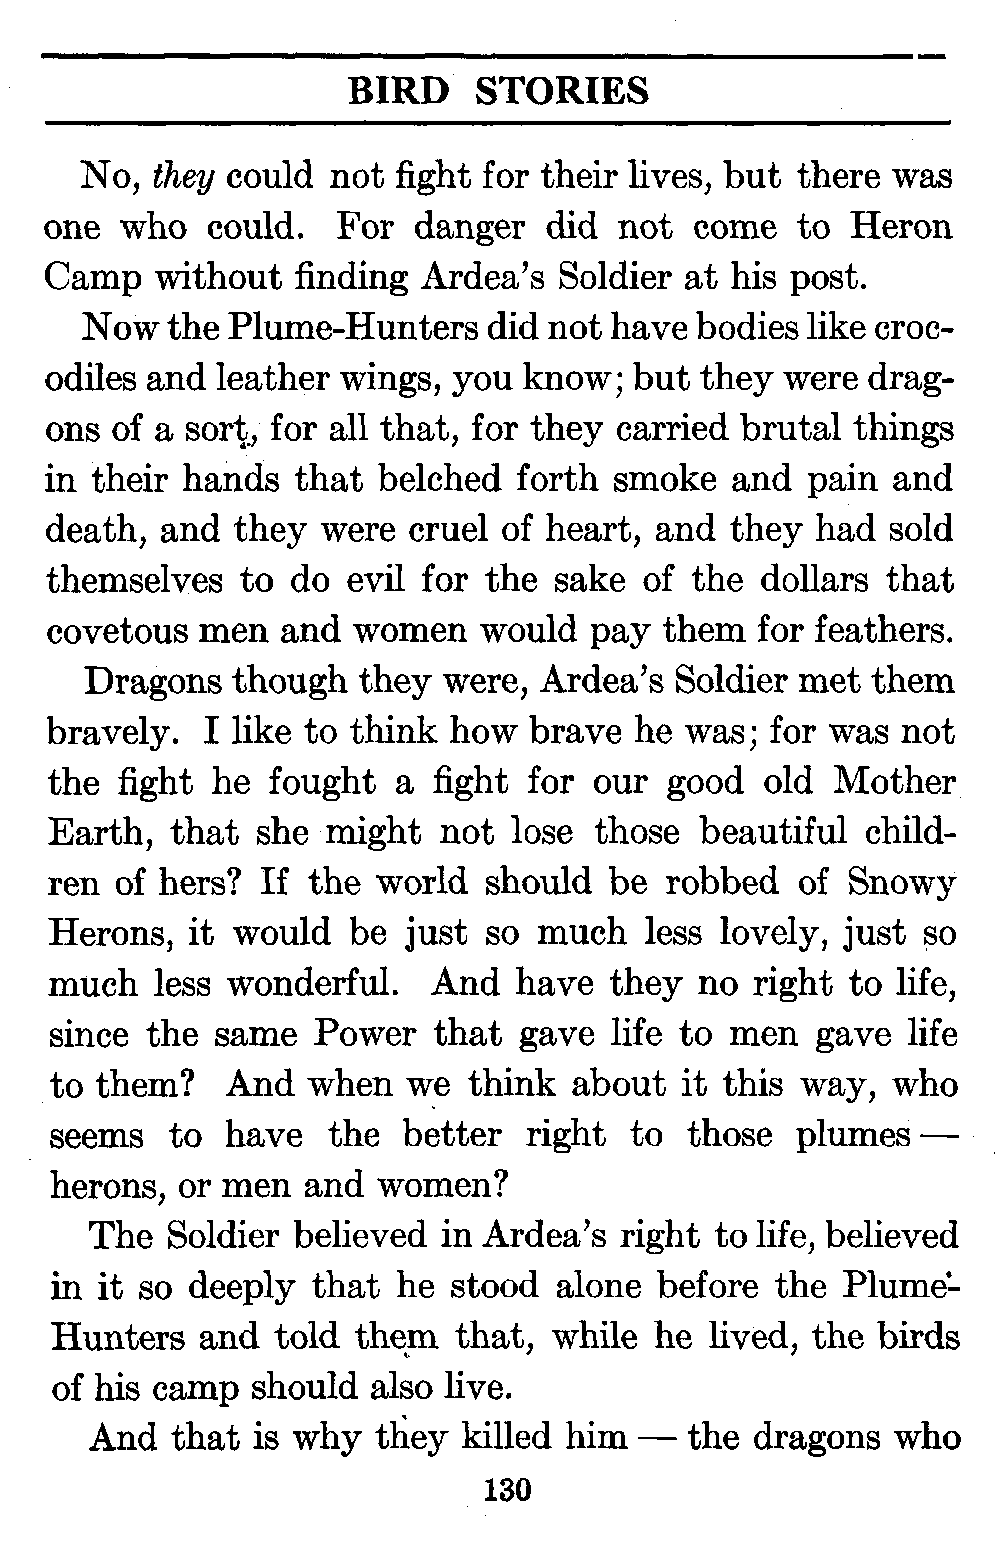 BIRD STORIES
No, they could not fight for their lives, but there was
one who could. For danger did not come to Heron
Camp without finding Ardea's Soldier at his post.
Now the Plume-Hunters did not have bodies like croc-
odiles and leather wings, you know; but they were drag-
ons of a sort, for all that, for they carried brutal things
in their hands that belched forth smoke and pain and
death, and they were cruel of heart, and they had sold
themselves to do evil for the sake of the dollars that
covetous men and women would pay them for feathers.
Dragons though they were, Ardea's Soldier met them
bravely. I like to think how brave he was; for was not
the fight he fought a fight for our good old Mother
Earth, that she might not lose those beautiful child-
ren of hers? If the world should be robbed of Snowy
Herons, it would be just so much less lovely, just so
much less wonderful. And have they no right to life,
since the same Power that gave life to men gave life
to them? And when we think about it this way, who
seems to have the better right to those plumes —
herons, or men and women?
The Soldier believed in Ardea's right to life, believed
in it so deeply that he stood alone before the Plume-
Hunters and told them that, while he lived, the birds
of his camp should also live.
And that is why they killed him — the dragons who
130